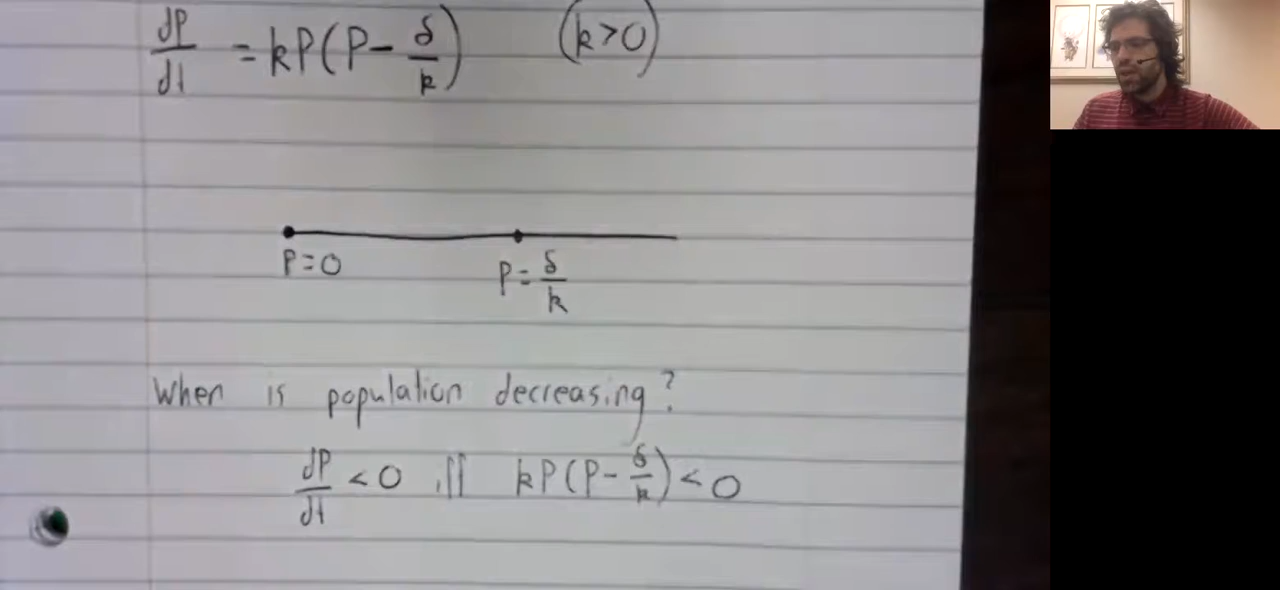 dP/dt = kP(P - δ/k) (k>0)
P=0 P=δ/k
When is population decreasing?
dP/dt < 0 iff kP(P - δ/k) < 0